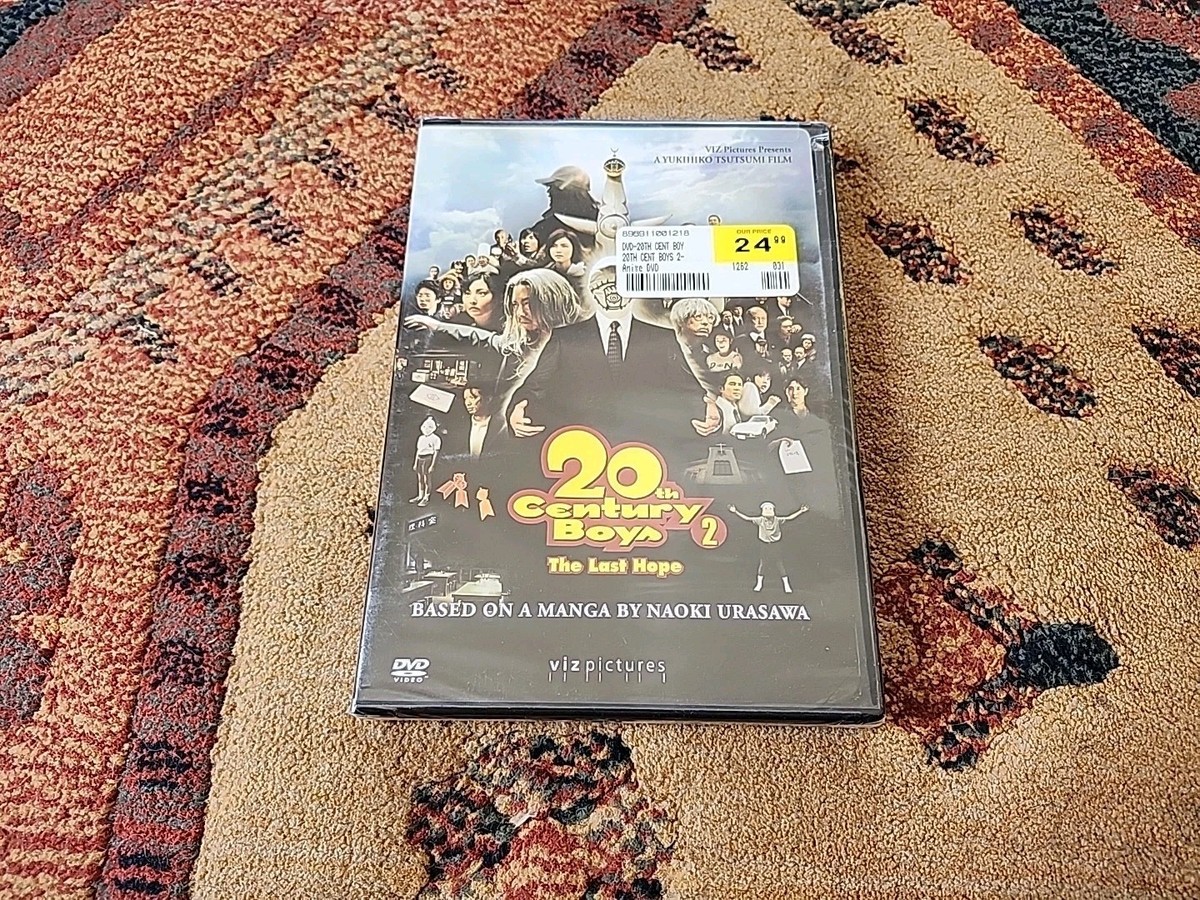 VIZ Pictures Presents
A YUKIHIKO TSUTSUMI FILM
896911001218
DVD-20TH CENT BOY
20TH CENT BOYS 2-
Anime DVD
OUR PRICE
24 99
1262 031
20th
Century
Boys 2
The Last Hope
BASED ON A MANGA BY NAOKI URASAWA
DVD
VIDEO
viz pictures